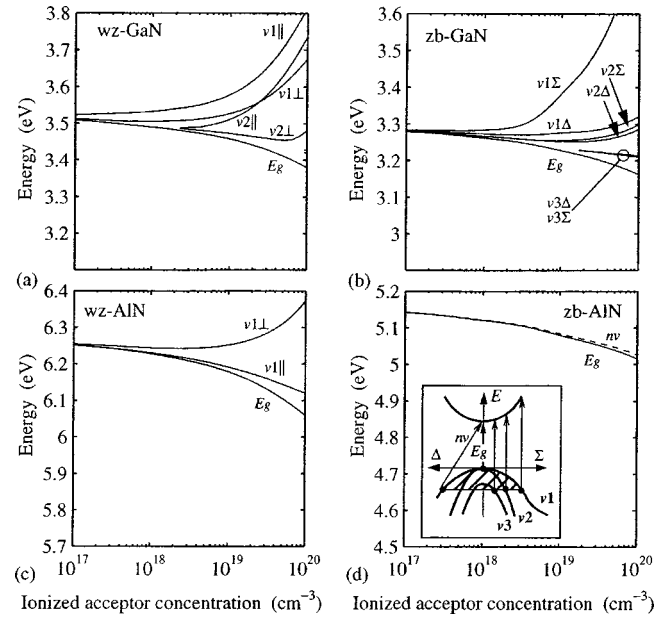 wz-GaN
3.8
3.7
3.6
3.5
3.4
3.3
3.2
Energy (eV)
v1||
v1⊥
v2||
v2⊥
Eg
(a)
zb-GaN
3.6
3.5
3.4
3.3
3.2
3.1
3
Energy (eV)
v1Σ
v2Σ
v2Δ
v1Δ
Eg
v3Δ
v3Σ
(b)
wz-AlN
6.4
6.3
6.2
6.1
6
5.9
5.8
5.7
Energy (eV)
v1⊥
v1||
Eg
(c)
10^17 10^18 10^19 10^20
Ionized acceptor concentration (cm^−3)
zb-AlN
5.2
5.1
5
4.9
4.8
4.7
4.6
4.5
Energy (eV)
nv
Eg
E
nv
Eg
Δ Σ
v1
v2
v3
(d)
10^17 10^18 10^19 10^20
Ionized acceptor concentration (cm^−3)